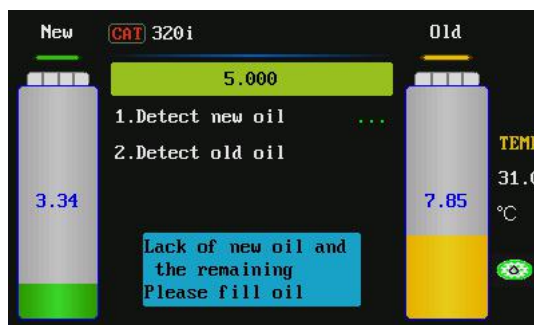 New CAT 320i Old
5.000
1.Detect new oil ...
2.Detect old oil
TEM
31.
3.34 7.85 °C
Lack of new oil and
the remaining
Please fill oil